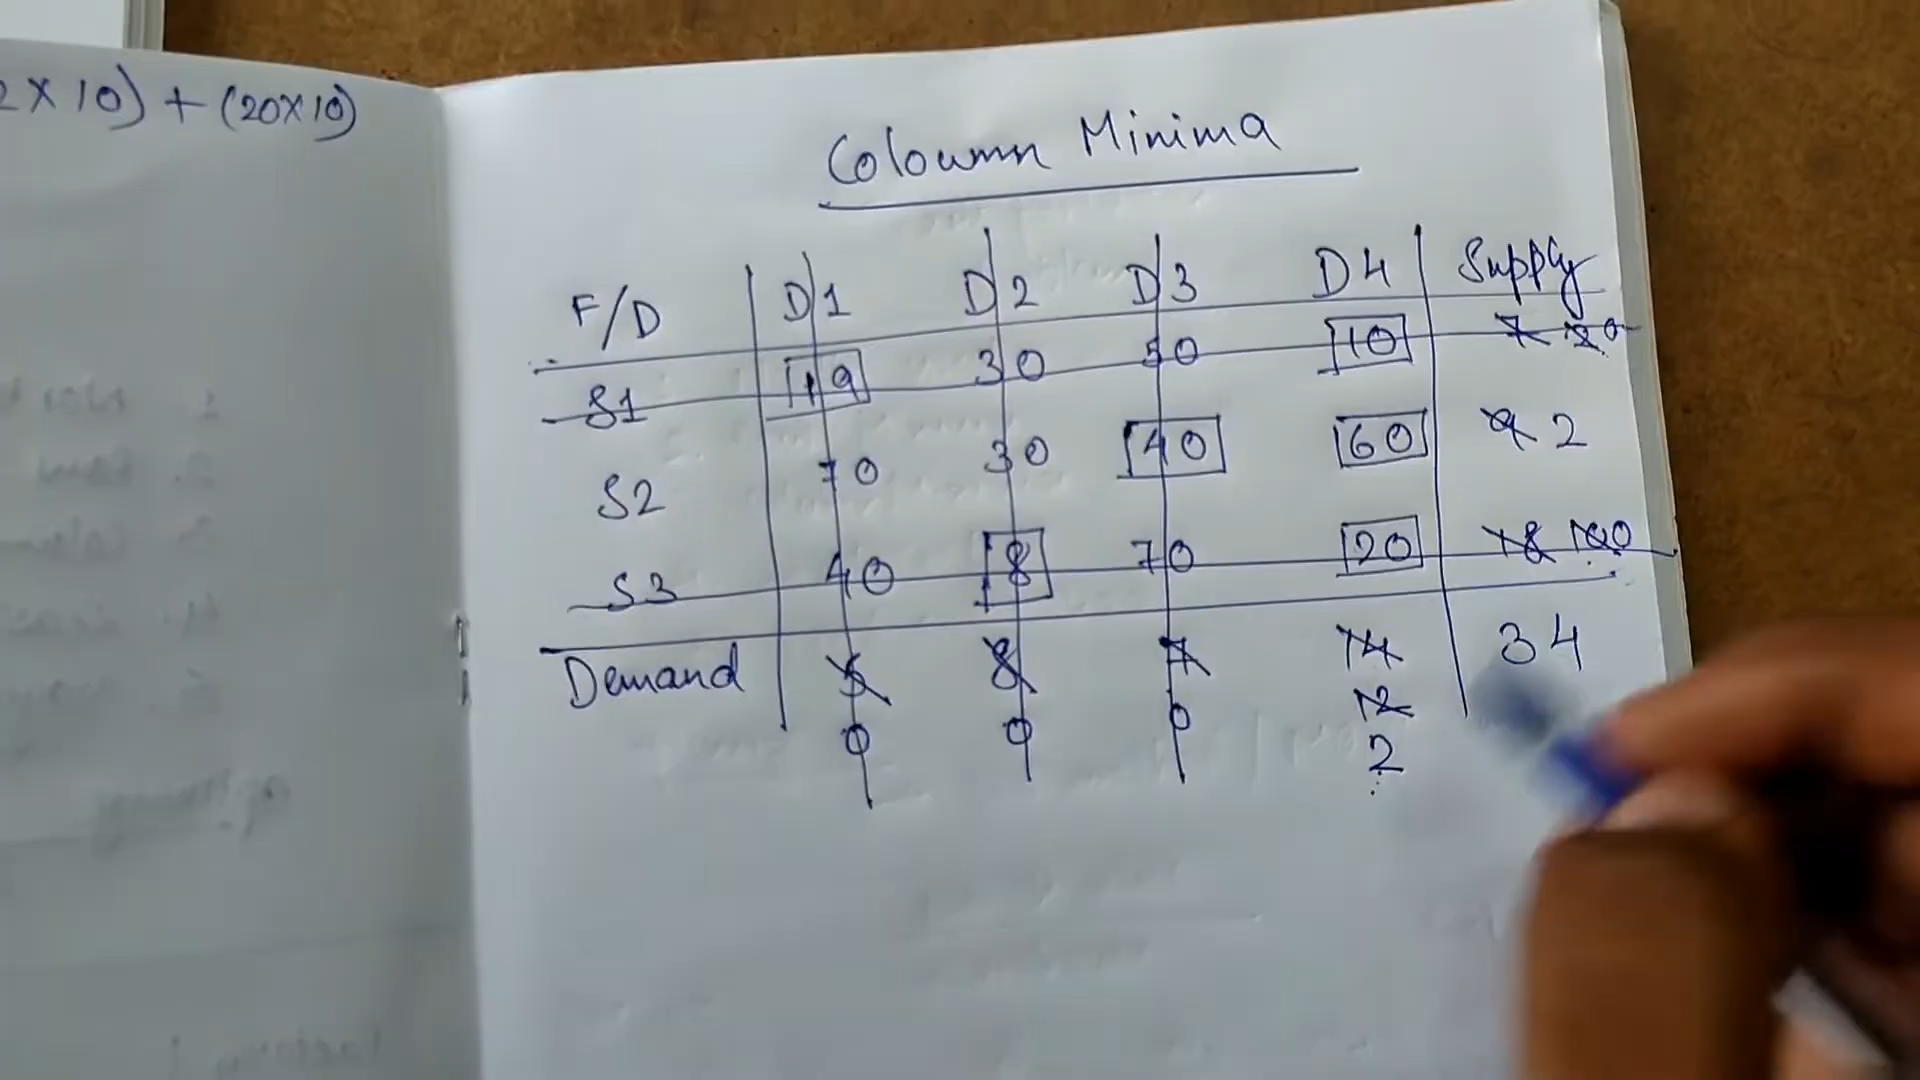 2 X 10) + (20X10)
Coloumn Minima
F/D D1 D2 D3 D4 Supply
S1 19 30 50 10 7 2 0
S2 70 30 40 60 9 2
S3 40 8 70 20 18 10 0
Demand 5 8 7 14 34
0 0 0 12
2